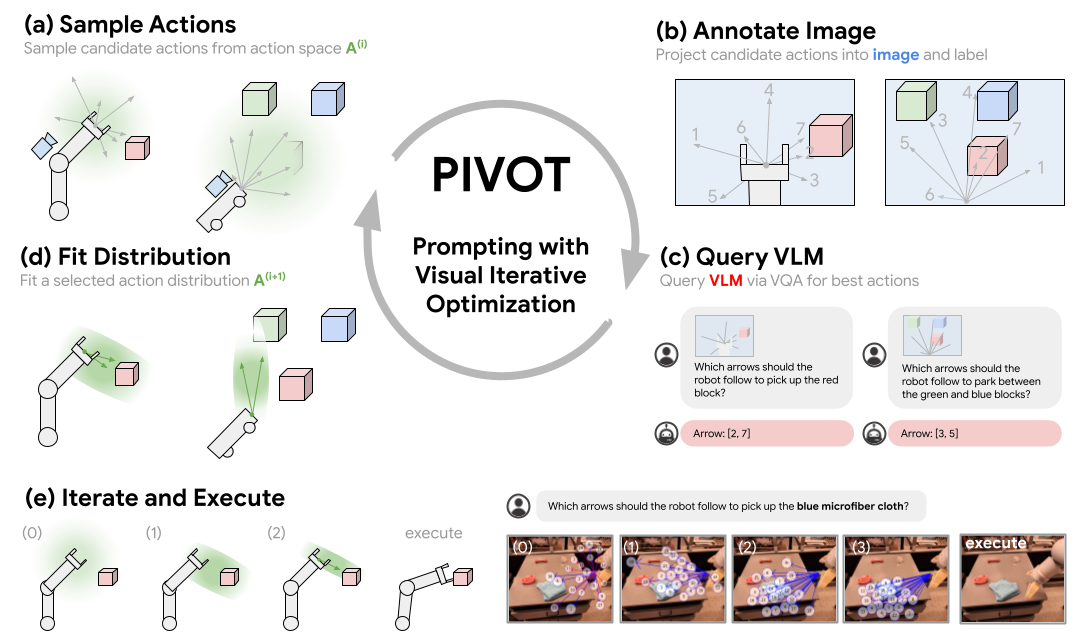 (a) Sample Actions
Sample candidate actions from action space A(i)
(b) Annotate Image
Project candidate actions into image and label
1
6
4
7
2
3
5
4
3
5
7
2
1
6
PIVOT
Prompting with
Visual Iterative
Optimization
(d) Fit Distribution
Fit a selected action distribution A(i+1)
(c) Query VLM
Query VLM via VQA for best actions
Which arrows should the
robot follow to pick up the red
block?
Arrow: [2, 7]
Which arrows should the
robot follow to park between
the green and blue blocks?
Arrow: [3, 5]
(e) Iterate and Execute
(0)
(1)
(2)
execute
Which arrows should the robot follow to pick up the blue microfiber cloth?
(0)
(1)
(2)
(3)
execute